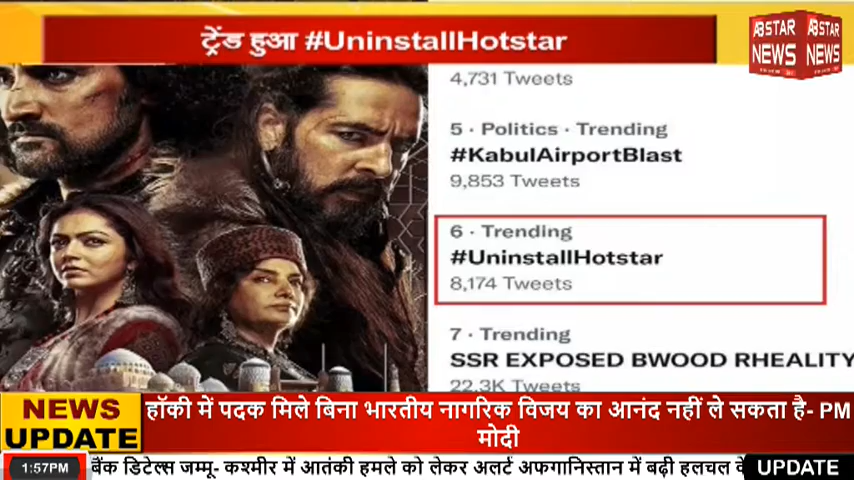 ट्रेंड हुआ #UninstallHotstar
ABSTAR
NEWS
ABSTAR
NEWS
4,731 Tweets
5 · Politics · Trending
#KabulAirportBlast
9,853 Tweets
6 · Trending
#UninstallHotstar
8,174 Tweets
7 · Trending
SSR EXPOSED BWOOD RHEALITY
22.3K Tweets
NEWS
UPDATE
हॉकी में पदक मिले बिना भारतीय नागरिक विजय का आनंद नहीं ले सकता है- PM
मोदी
1:57PM
बैंक डिटेल्स जम्मू- कश्मीर में आतंकी हमले को लेकर अलर्ट अफगानिस्तान में बढ़ी हलचल
UPDATE